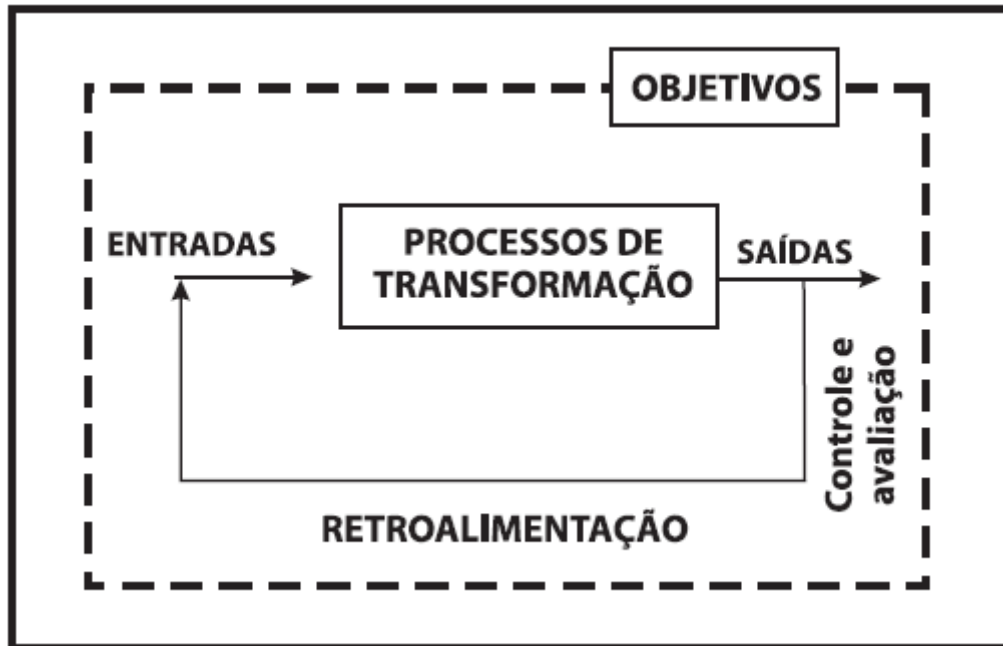 OBJETIVOS
ENTRADAS
PROCESSOS DE
TRANSFORMAÇÃO
SAÍDAS
Controle e
avaliação
RETROALIMENTAÇÃO